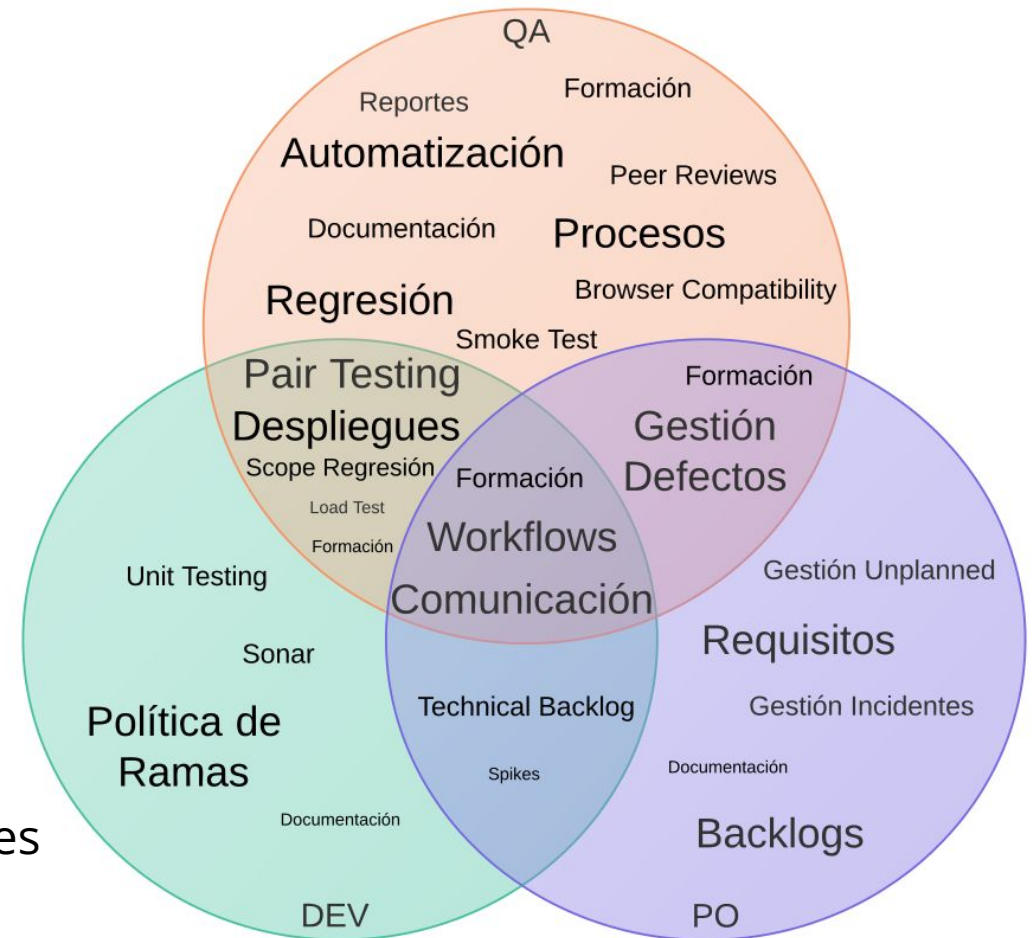 QA
Formación
Reportes
Automatización
Peer Reviews
Documentación
Procesos
Browser Compatibility
Regresión
Smoke Test
Pair Testing
Formación
Despliegues
Gestión
Defectos
Scope Regresión
Formación
Load Test
Workflows
Formación
Comunicación
Unit Testing
Gestión Unplanned
Sonar
Requisitos
Política de
Ramas
Technical Backlog
Gestión Incidentes
Spikes
Documentación
Documentación
Backlogs
es
DEV
PO